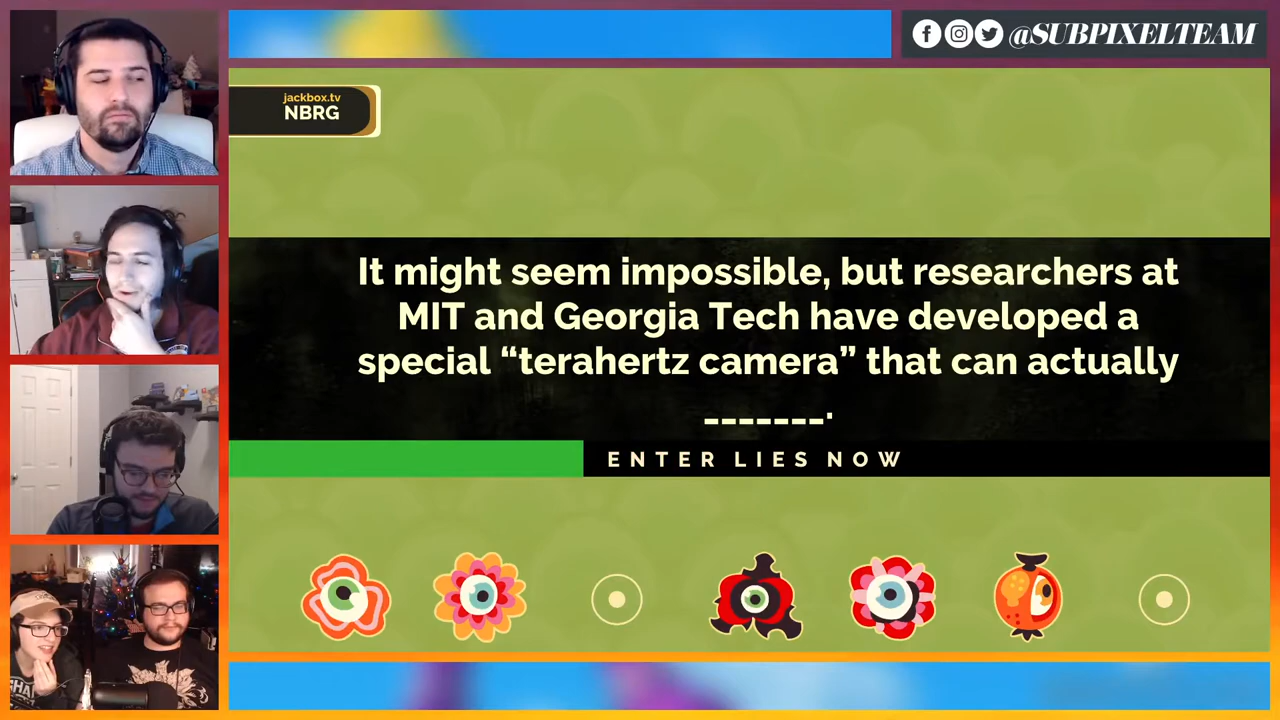 @SUBPIXELTEAM
jackbox.tv
NBRG
It might seem impossible, but researchers at
MIT and Georgia Tech have developed a
special “terahertz camera” that can actually
_______.
ENTER LIES NOW